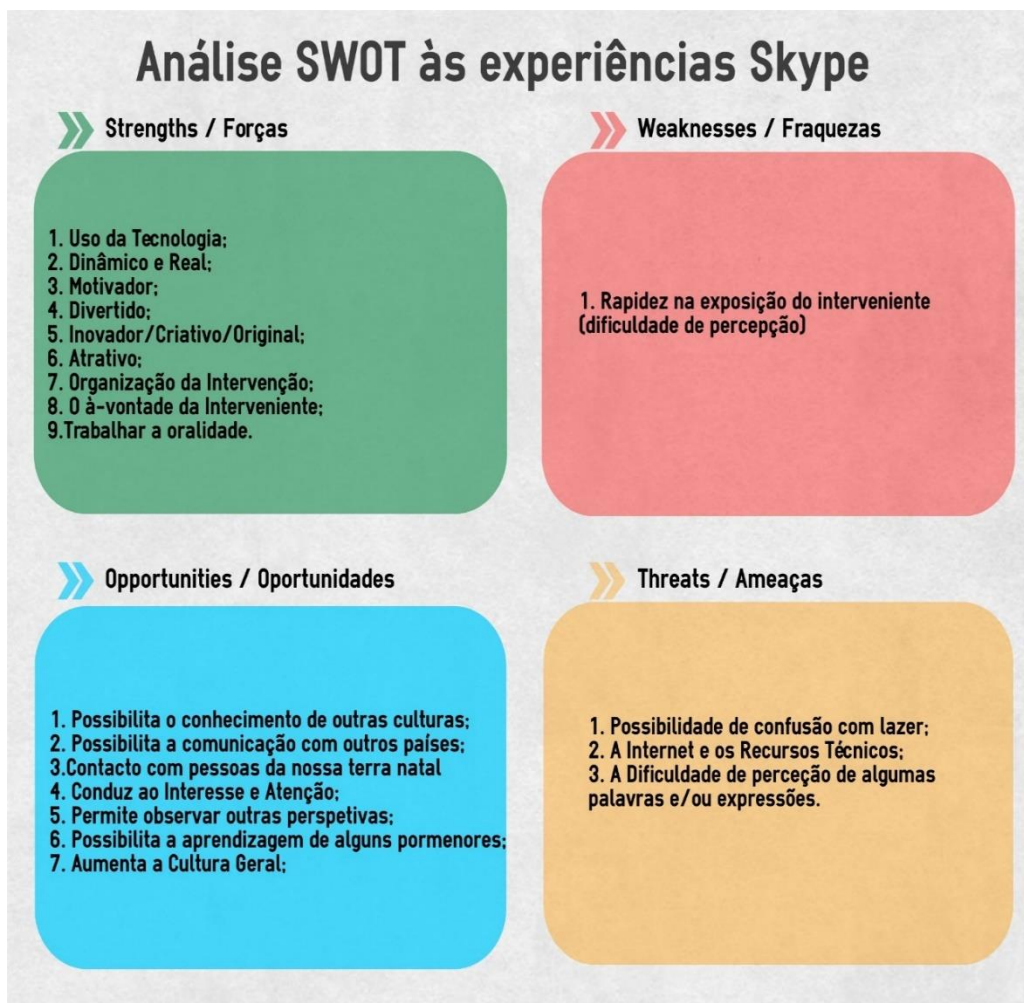 Análise SWOT às experiências Skype
Strengths / Forças
1. Uso da Tecnologia;
2. Dinâmico e Real;
3. Motivador;
4. Divertido;
5. Inovador/Criativo/Original;
6. Atrativo;
7. Organização da Intervenção;
8. O à-vontade da Interveniente;
9.Trabalhar a oralidade.
Weaknesses / Fraquezas
1. Rapidez na exposição do interveniente
(dificuldade de percepção)
Opportunities / Oportunidades
1. Possibilita o conhecimento de outras culturas;
2. Possibilita a comunicação com outros países;
3.Contacto com pessoas da nossa terra natal
4. Conduz ao Interesse e Atenção;
5. Permite observar outras perspetivas;
6. Possibilita a aprendizagem de alguns pormenores;
7. Aumenta a Cultura Geral;
Threats / Ameaças
1. Possibilidade de confusão com lazer;
2. A Internet e os Recursos Técnicos;
3. A Dificuldade de perceção de algumas
palavras e/ou expressões.